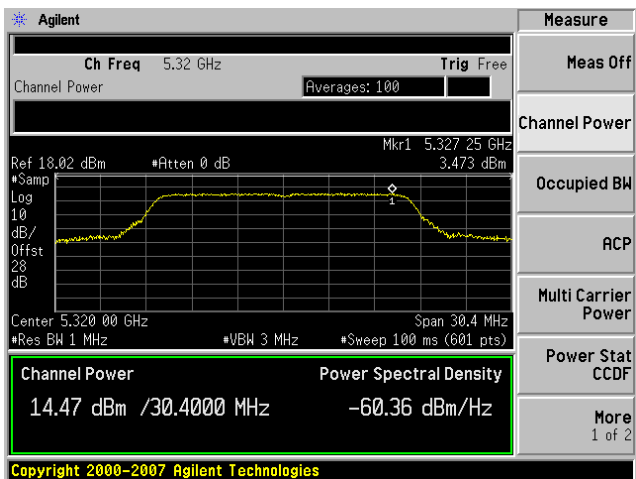 Agilent
Measure
Ch Freq 5.32 GHz Trig Free
Channel Power Averages: 100
Mkr1 5.327 25 GHz
Ref 18.02 dBm #Atten 0 dB 3.473 dBm
#Samp
Log
10
dB/
Offst
28
dB
1
Center 5.320 00 GHz Span 30.4 MHz
#Res BW 1 MHz #VBW 3 MHz #Sweep 100 ms (601 pts)
Channel Power Power Spectral Density
14.47 dBm /30.4000 MHz -60.36 dBm/Hz
Copyright 2000-2007 Agilent Technologies
Meas Off
Channel Power
Occupied BW
ACP
Multi Carrier
Power
Power Stat
CCDF
More
1 of 2